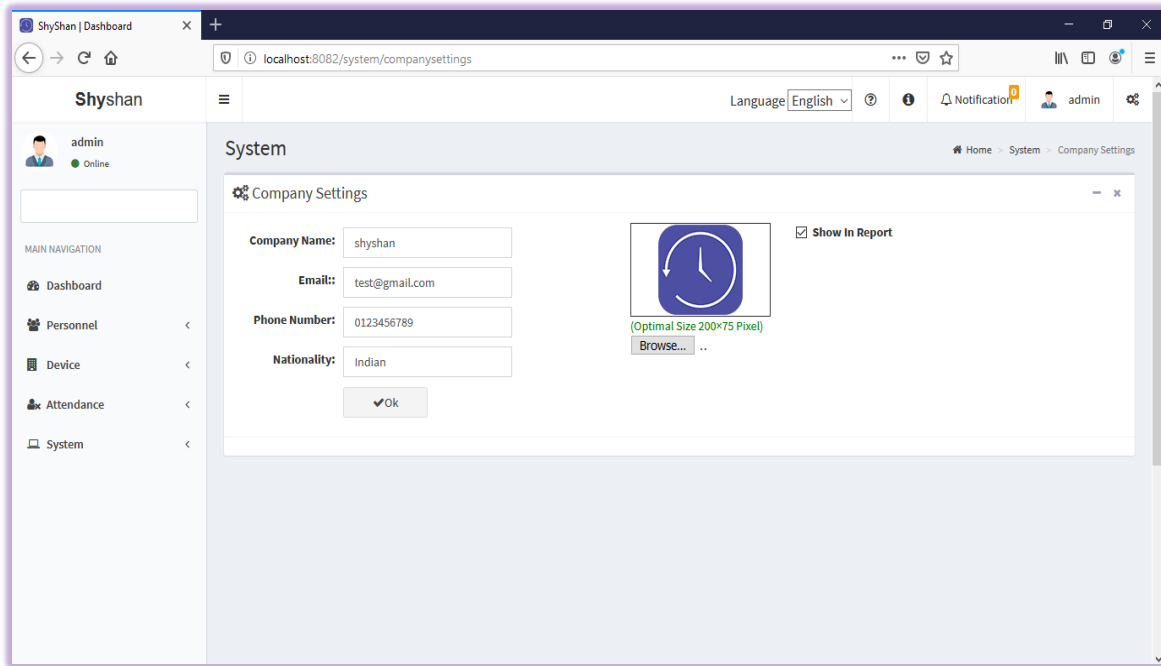 ShyShan | Dashboard
localhost:8082/system/companysettings
Shyshan
Language English
Notification 0
admin
admin
Online
System
Home > System > Company Settings
Company Settings
MAIN NAVIGATION
Dashboard
Personnel
Device
Attendance
System
Company Name: shyshan
Email:: test@gmail.com
Phone Number: 0123456789
Nationality: Indian
Ok
(Optimal Size 200×75 Pixel)
Browse... ..
Show In Report